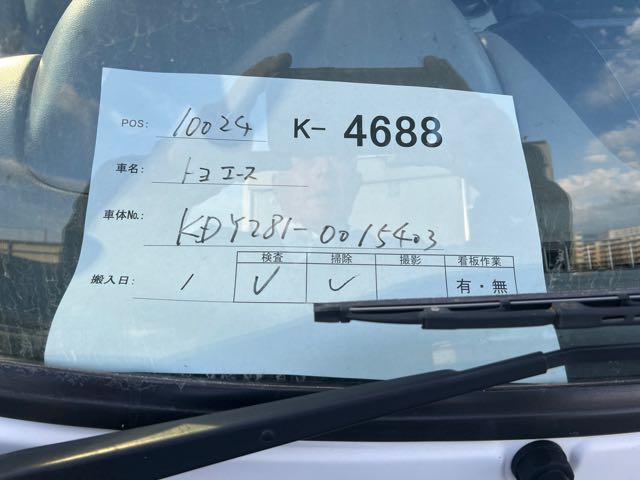 POS: 10024 K- 4688
車名: トヨエース
車体No.: KDY281-0015403
検査 掃除 撮影 看板作業
搬入日: 1 ✓ ✓ 有・無